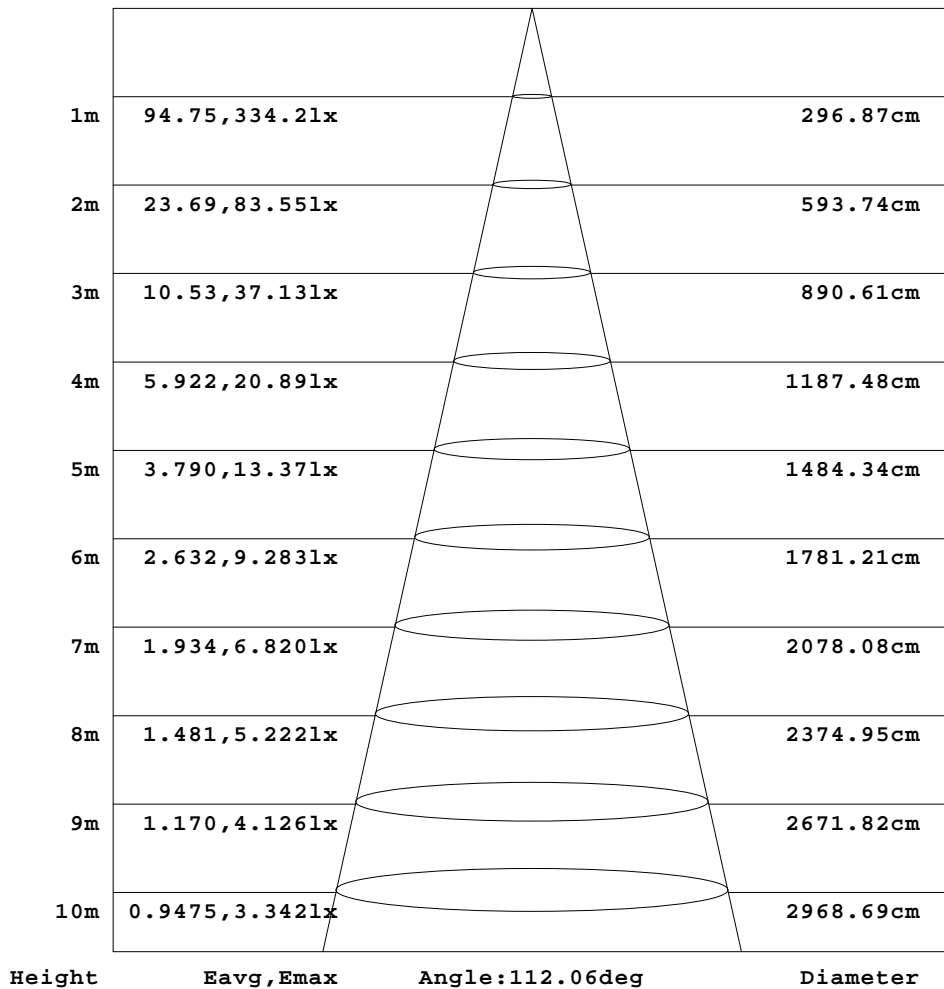 1m 94.75,334.2lx 296.87cm
2m 23.69,83.55lx 593.74cm
3m 10.53,37.13lx 890.61cm
4m 5.922,20.89lx 1187.48cm
5m 3.790,13.37lx 1484.34cm
6m 2.632,9.283lx 1781.21cm
7m 1.934,6.820lx 2078.08cm
8m 1.481,5.222lx 2374.95cm
9m 1.170,4.126lx 2671.82cm
10m 0.9475,3.342lx 2968.69cm
Height Eavg,Emax Angle:112.06deg Diameter